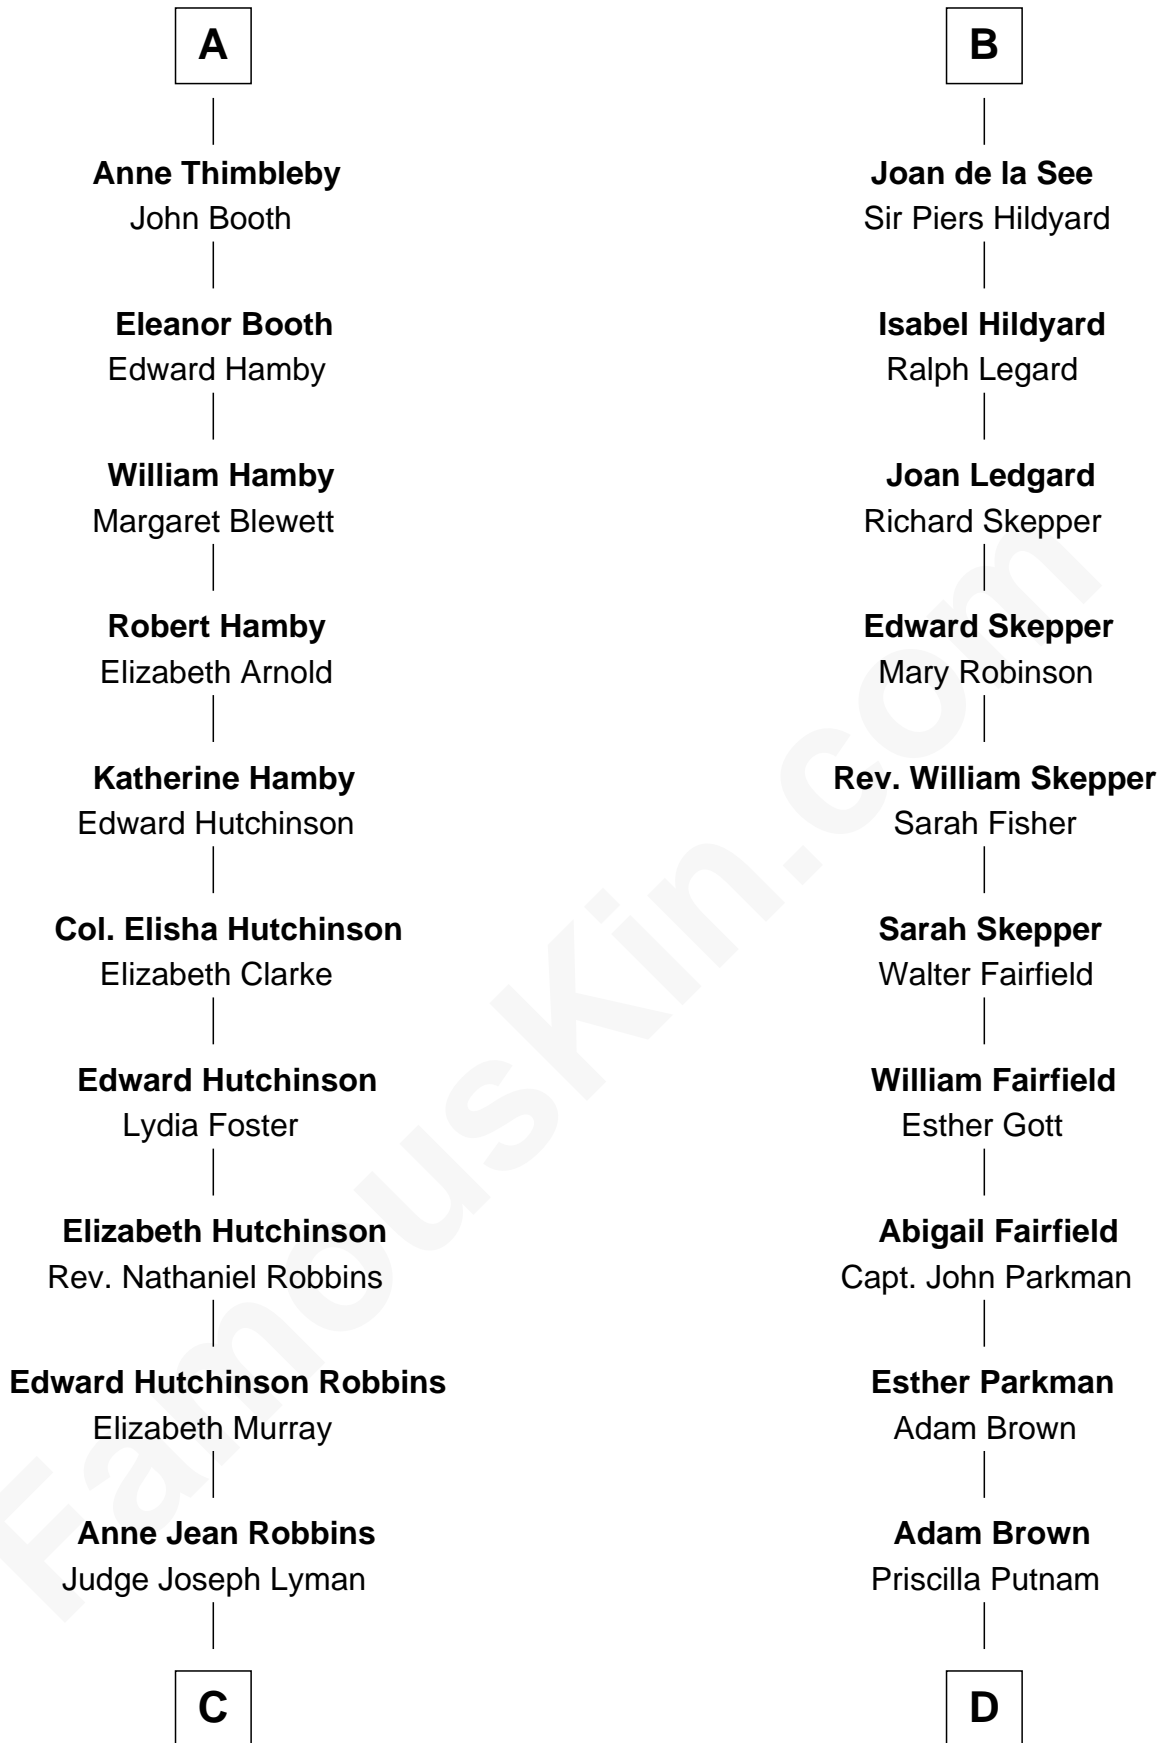 A
Anne Thimbleby
John Booth
Eleanor Booth
Edward Hamby
William Hamby
Margaret Blewett
Robert Hamby
Elizabeth Arnold
Katherine Hamby
Edward Hutchinson
Col. Elisha Hutchinson
Elizabeth Clarke
Edward Hutchinson
Lydia Foster
Elizabeth Hutchinson
Rev. Nathaniel Robbins
Edward Hutchinson Robbins
Elizabeth Murray
Anne Jean Robbins
Judge Joseph Lyman
C
B
Joan de la See
Sir Piers Hildyard
Isabel Hildyard
Ralph Legard
Joan Ledgard
Richard Skepper
Edward Skepper
Mary Robinson
Rev. William Skepper
Sarah Fisher
Sarah Skepper
Walter Fairfield
William Fairfield
Esther Gott
Abigail Fairfield
Capt. John Parkman
Esther Parkman
Adam Brown
Adam Brown
Priscilla Putnam
D
FamousKin.com